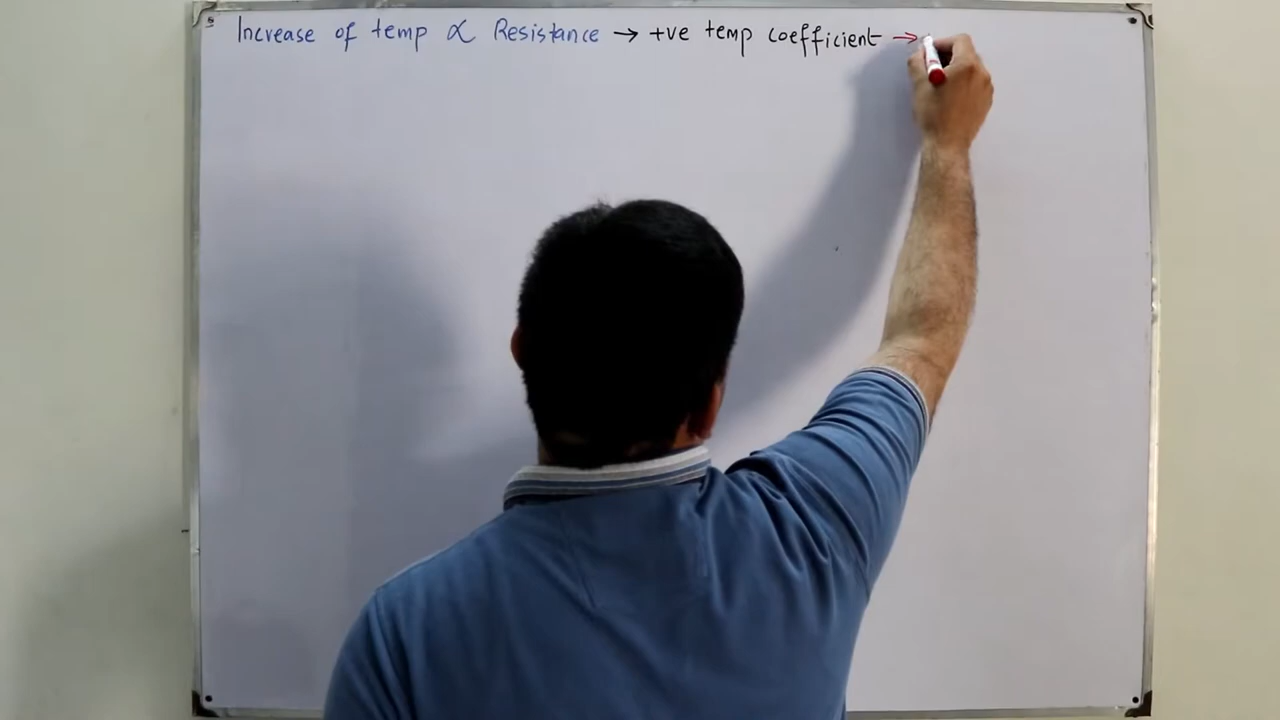 Increase of temp ∝ Resistance → +ve temp coefficient →